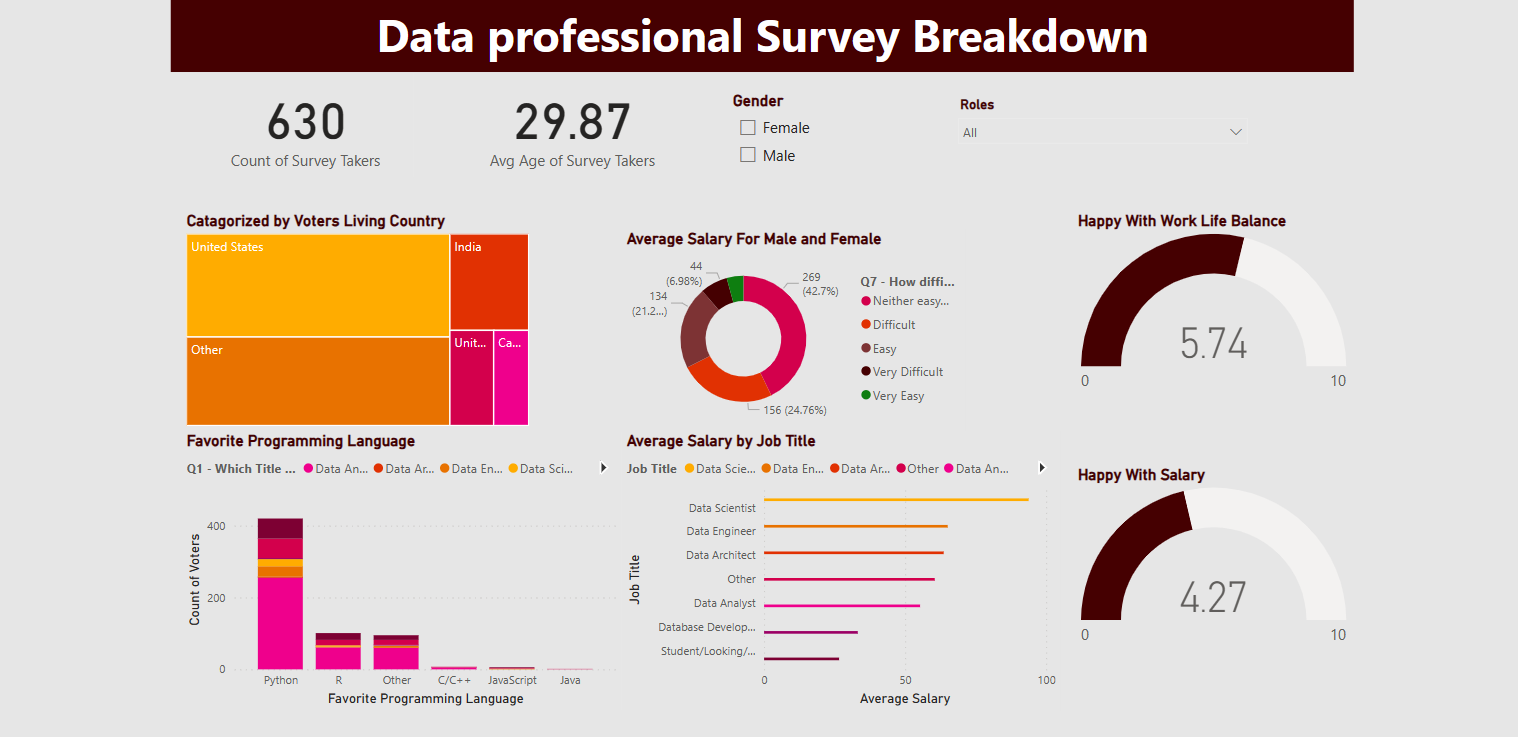 Data professional Survey Breakdown
630
Count of Survey Takers
29.87
Avg Age of Survey Takers
Gender
Female
Male
Roles
All
Catagorized by Voters Living Country
United States
India
Other
Unit...
Ca...
Average Salary For Male and Female
44
(6.98%)
134
(21.2...)
269
(42.7%)
156 (24.76%)
Q7 - How diffi...
Neither easy...
Difficult
Easy
Very Difficult
Very Easy
Happy With Work Life Balance
5.74
0
10
Favorite Programming Language
Q1 - Which Title ... Data An... Data Ar... Data En... Data Sci...
Count of Voters
400
200
0
Python R Other C/C++ JavaScript Java
Favorite Programming Language
Average Salary by Job Title
Job Title Data Scie... Data En... Data Ar... Other Data An...
Job Title
Data Scientist
Data Engineer
Data Architect
Other
Data Analyst
Database Develop...
Student/Looking/...
0 50 100
Average Salary
Happy With Salary
4.27
0
10